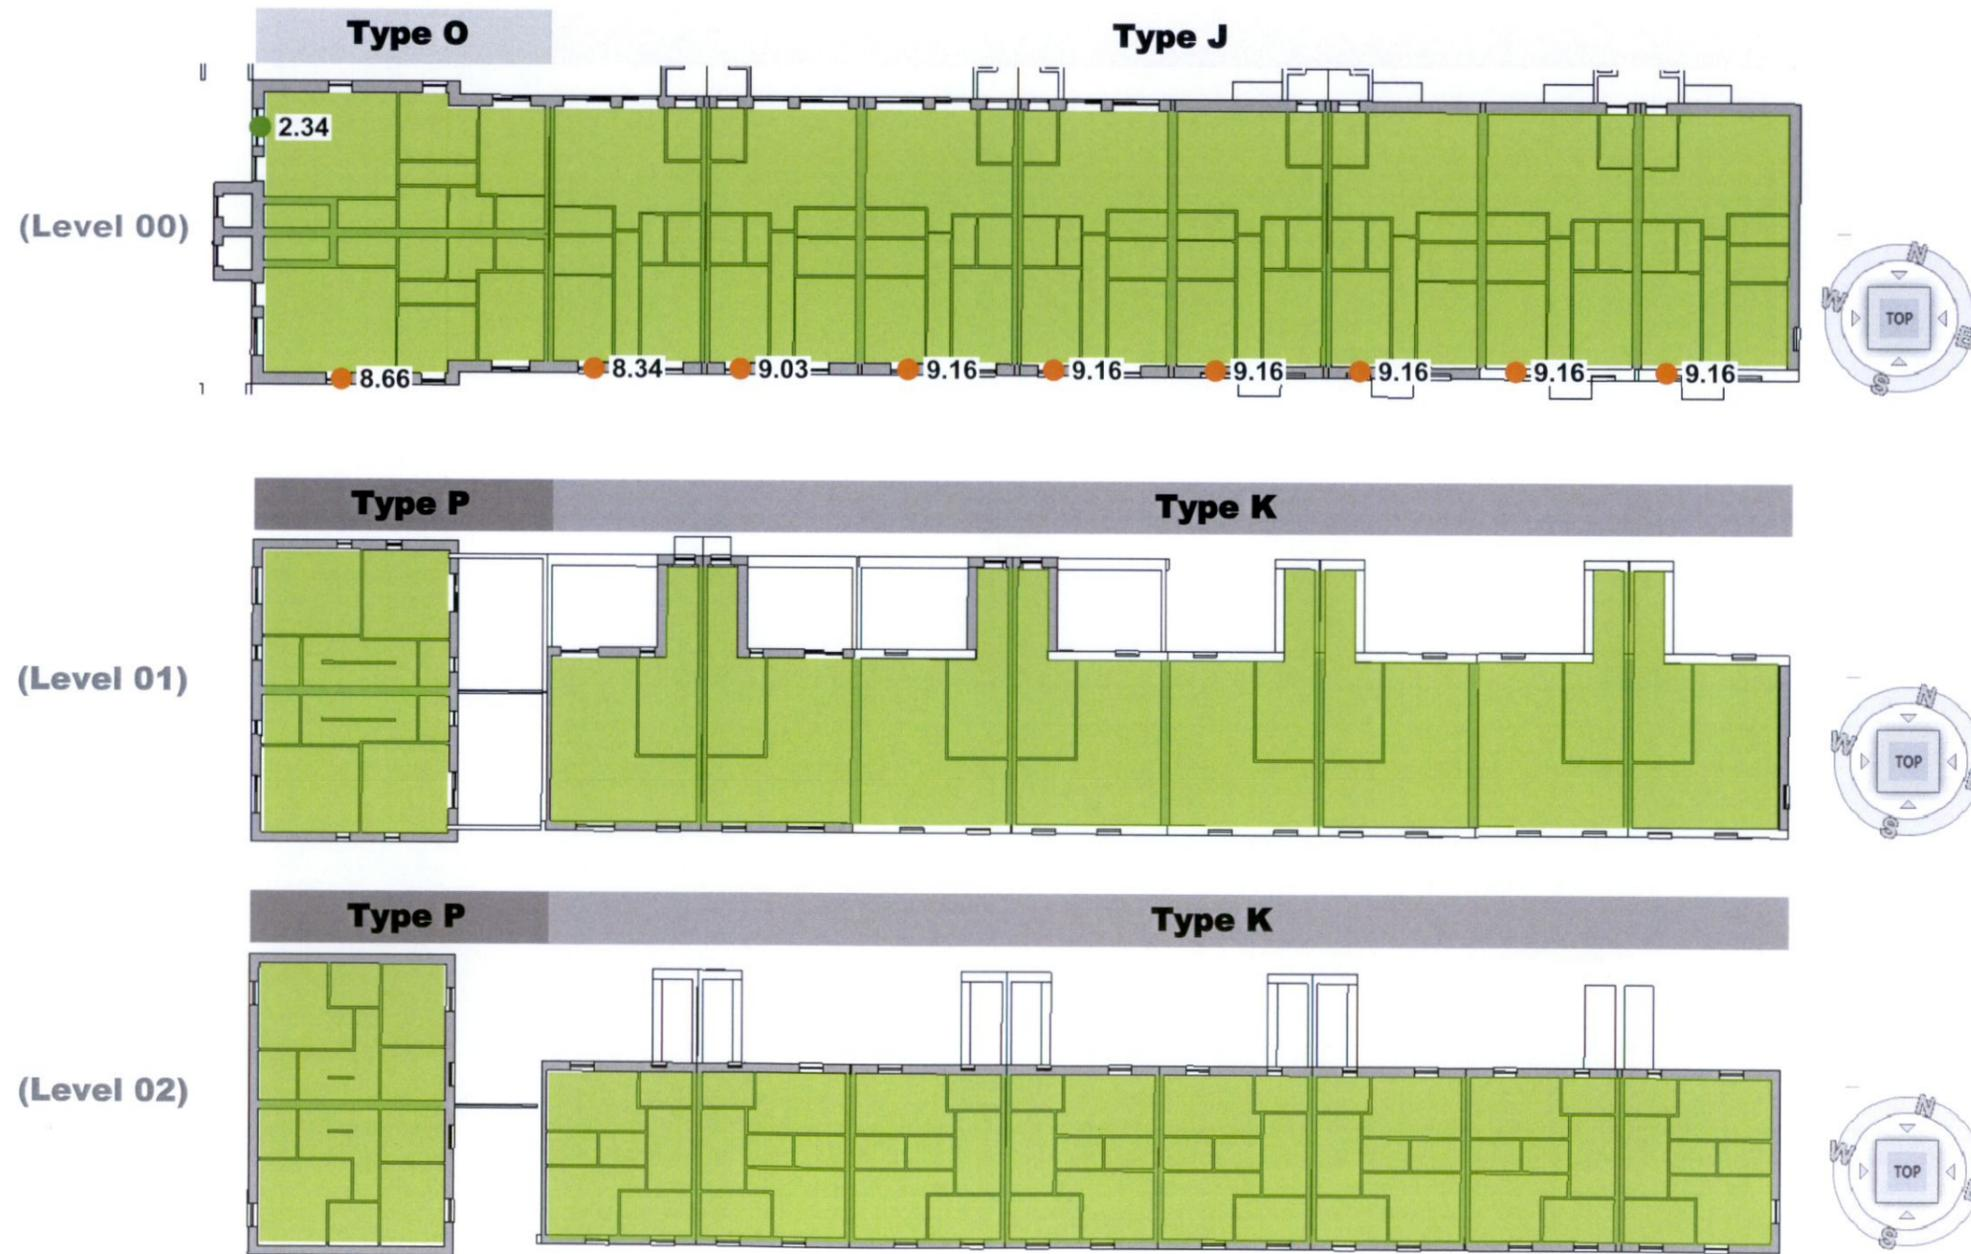 Type O Type J
2.34
(Level 00)
N
W TOP E
S
8.66 8.34 9.03 9.16 9.16 9.16 9.16 9.16 9.16
Type P Type K
(Level 01)
N
W TOP
S
Type P Type K
(Level 02)
N
W TOP
S